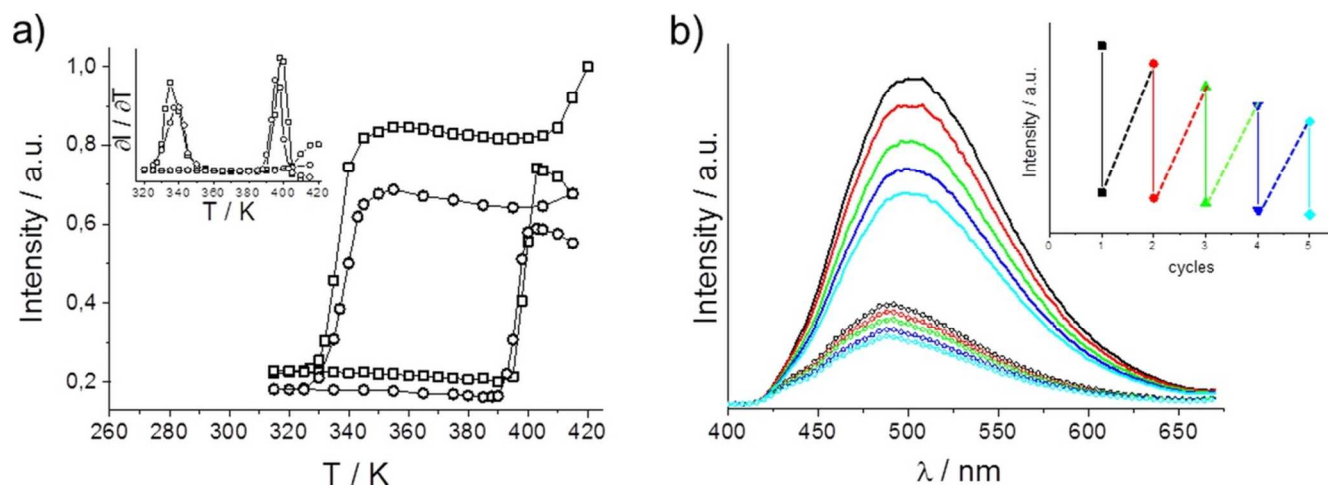 a)
Intensity / a.u.
1,0
0,8
0,6
0,4
0,2
260 280 300 320 340 360 380 400 420
T / K
∂I / ∂T
320 340 360 380 400 420
T / K
b)
400 450 500 550 600 650
λ / nm
Intensity / a.u.
0 1 2 3 4 5
cycles